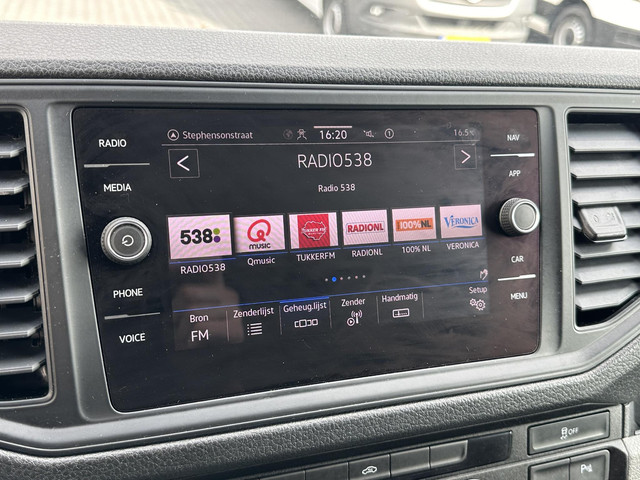 RADIO
MEDIA
PHONE
VOICE
NAV
APP
CAR
MENU
Stephensonstraat
16:20
16.5°C
< RADIO538 >
Radio 538
538
Q
music
TUKKER FM
RADIONL
100%NL
VERONICA
RADIO538 Qmusic TUKKERFM RADIONL 100% NL VERONICA
Bron Zenderlijst Geheug.lijst Zender Handmatig Setup
FM
OFF